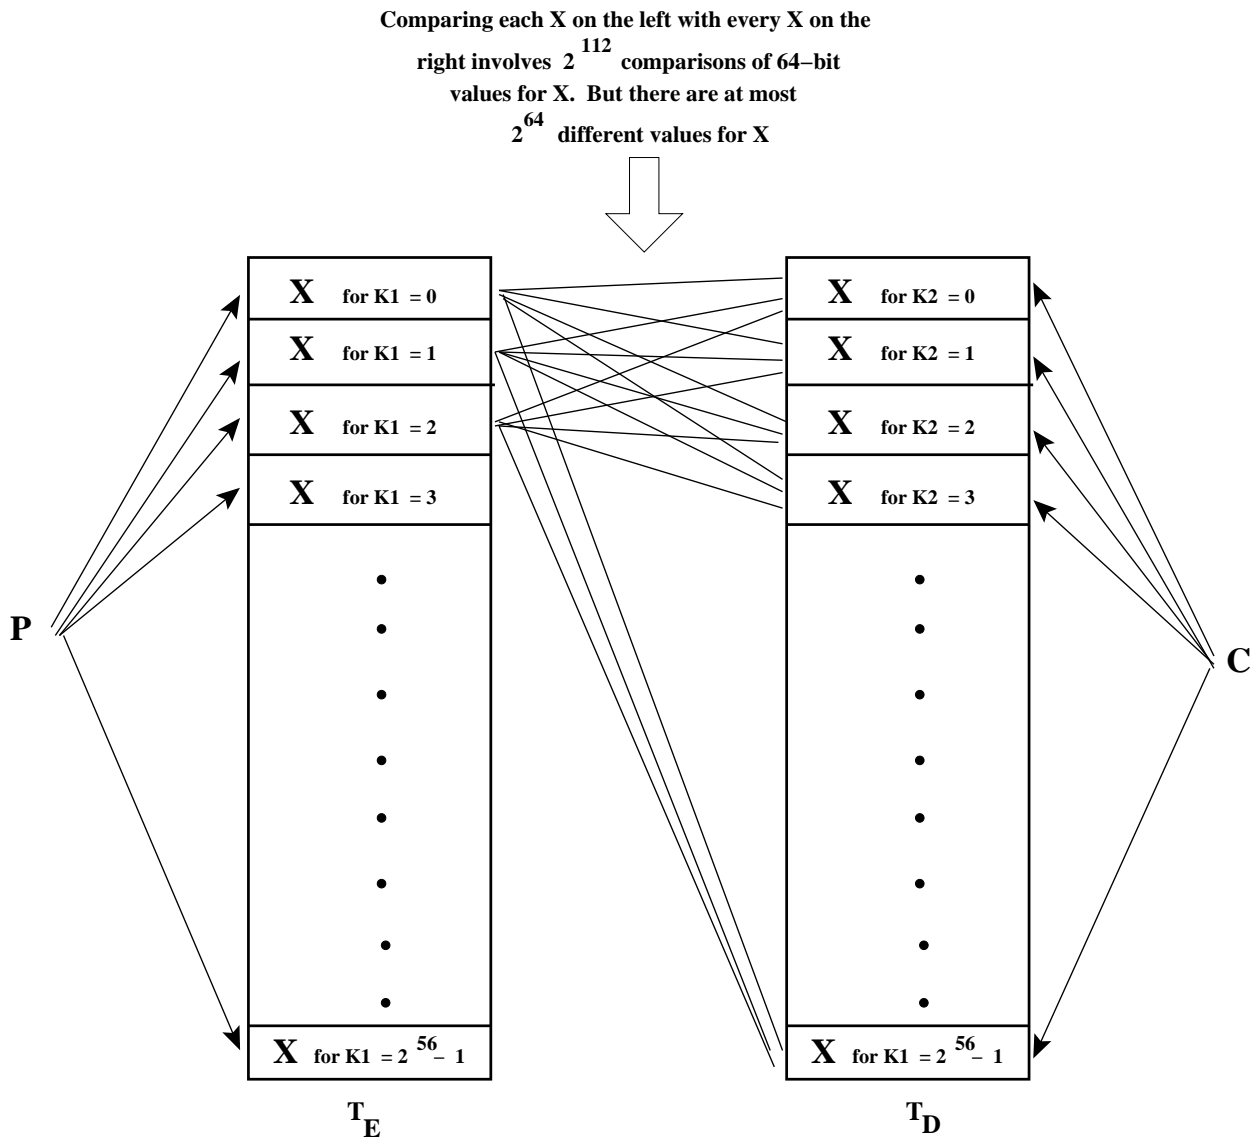 Comparing each X on the left with every X on the
right involves 2^112 comparisons of 64−bit
values for X. But there are at most
2^64 different values for X
X for K1 = 0
X for K2 = 0
X for K1 = 1
X for K2 = 1
X for K1 = 2
X for K2 = 2
X for K1 = 3
X for K2 = 3
P
C
X for K1 = 2^56 − 1
X for K1 = 2^56 − 1
T_E
T_D